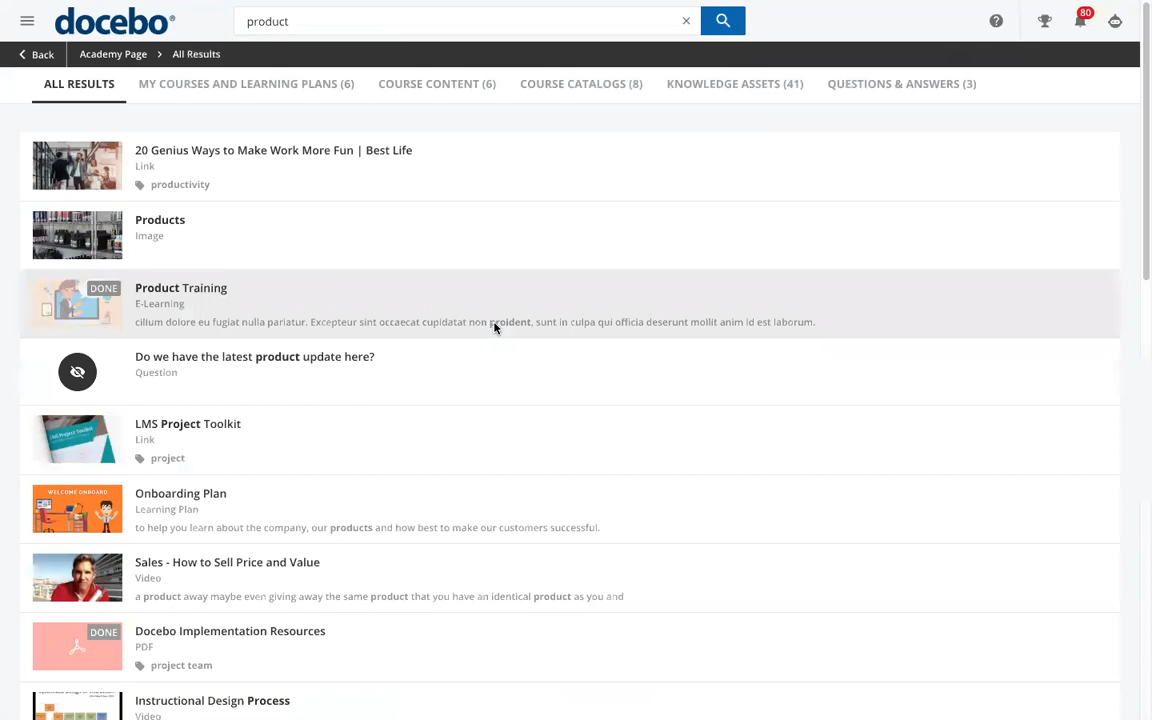 docebo®
product
80
Back
Academy Page
All Results
ALL RESULTS
MY COURSES AND LEARNING PLANS (6)
COURSE CONTENT (6)
COURSE CATALOGS (8)
KNOWLEDGE ASSETS (41)
QUESTIONS & ANSWERS (3)
20 Genius Ways to Make Work More Fun | Best Life
Link
productivity
Products
Image
DONE
Product Training
E-Learning
cillum dolore eu fugiat nulla pariatur. Excepteur sint occaecat cupidatat non proident, sunt in culpa qui officia deserunt mollit anim id est laborum.
Do we have the latest product update here?
Question
LMS Project Toolkit
Link
project
WELCOME ONBOARD
Onboarding Plan
Learning Plan
to help you learn about the company, our products and how best to make our customers successful.
Sales - How to Sell Price and Value
Video
a product away maybe even giving away the same product that you have an identical product as you and
DONE
Docebo Implementation Resources
PDF
project team
Instructional Design Process
Video